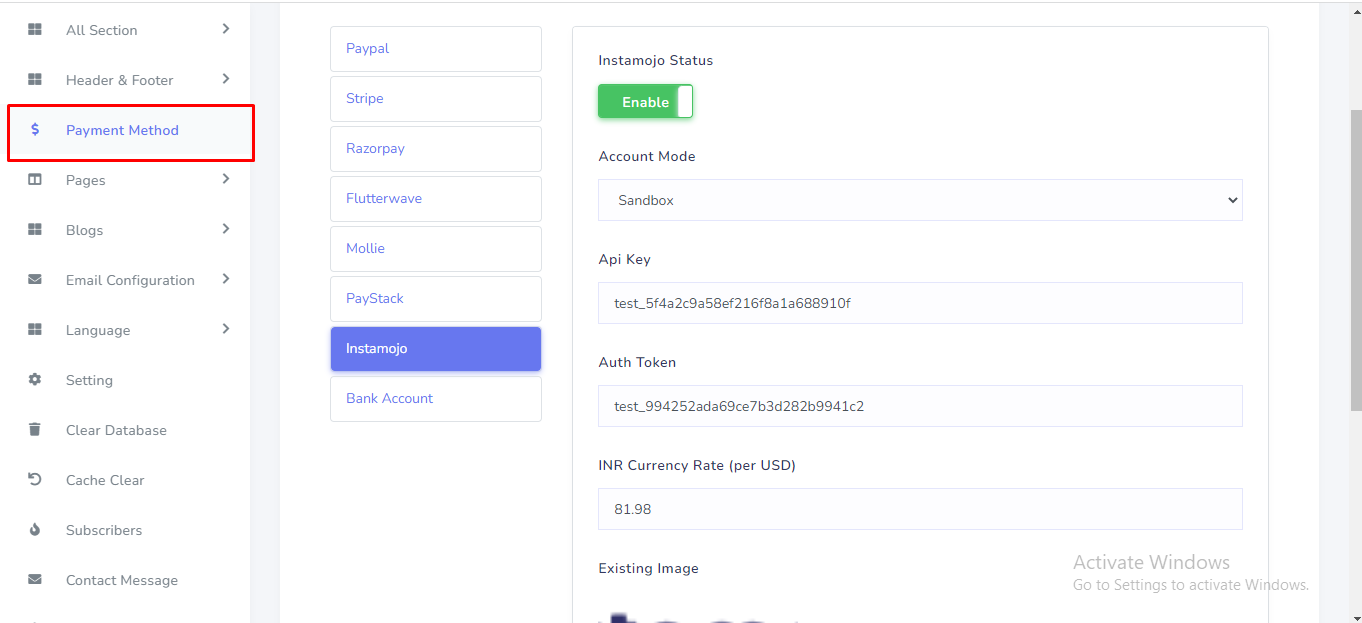 All Section
Header & Footer
Payment Method
Pages
Blogs
Email Configuration
Language
Setting
Clear Database
Cache Clear
Subscribers
Contact Message
Paypal
Stripe
Razorpay
Flutterwave
Mollie
PayStack
Instamojo
Bank Account
Instamojo Status
Enable
Account Mode
Sandbox
Api Key
test_5f4a2c9a58ef216f8a1a688910f
Auth Token
test_994252ada69ce7b3d282b9941c2
INR Currency Rate (per USD)
81.98
Existing Image
Activate Windows
Go to Settings to activate Windows.